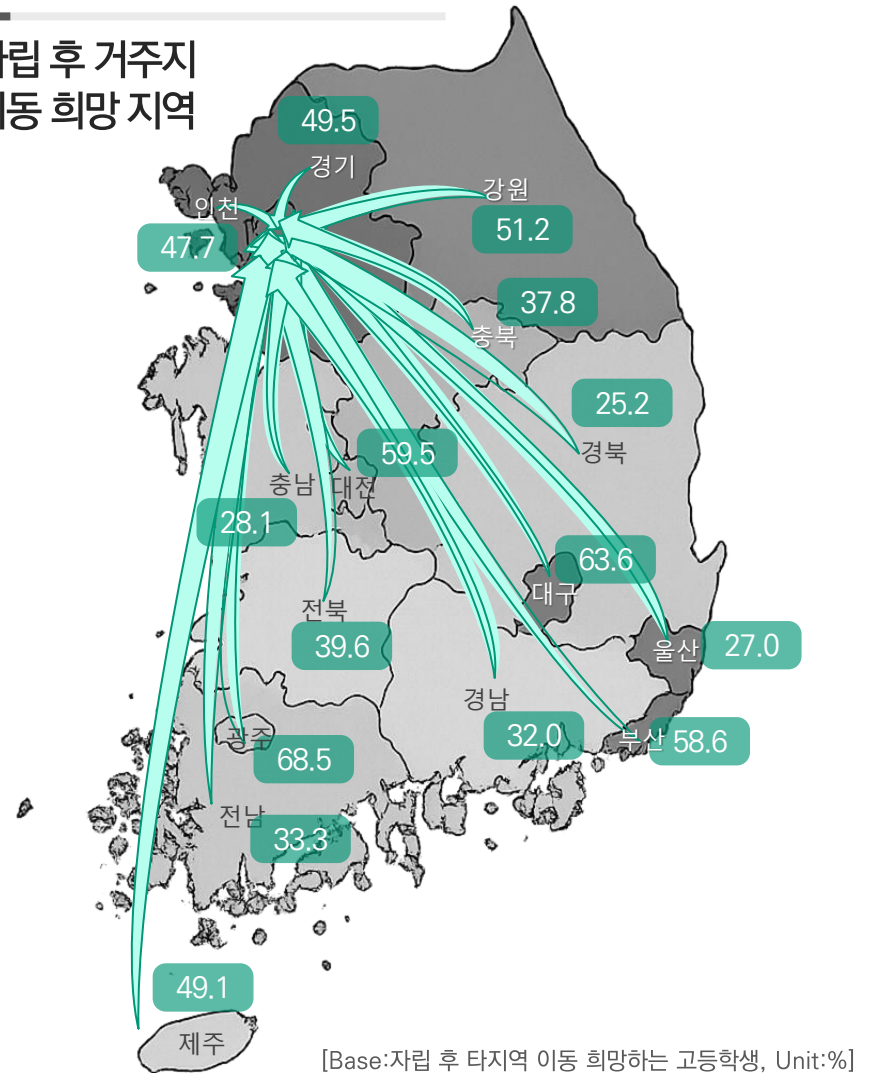 자립 후 거주지
이동 희망 지역
49.5
경기
강원
인천
51.2
47.7
37.8
충북
25.2
경북
59.5
충남
대전
28.1
63.6
대구
전북
39.6
울산
27.0
경남
32.0
부산
58.6
광주
68.5
전남
33.3
49.1
제주
[Base:자립 후 타지역 이동 희망하는 고등학생, Unit:%]